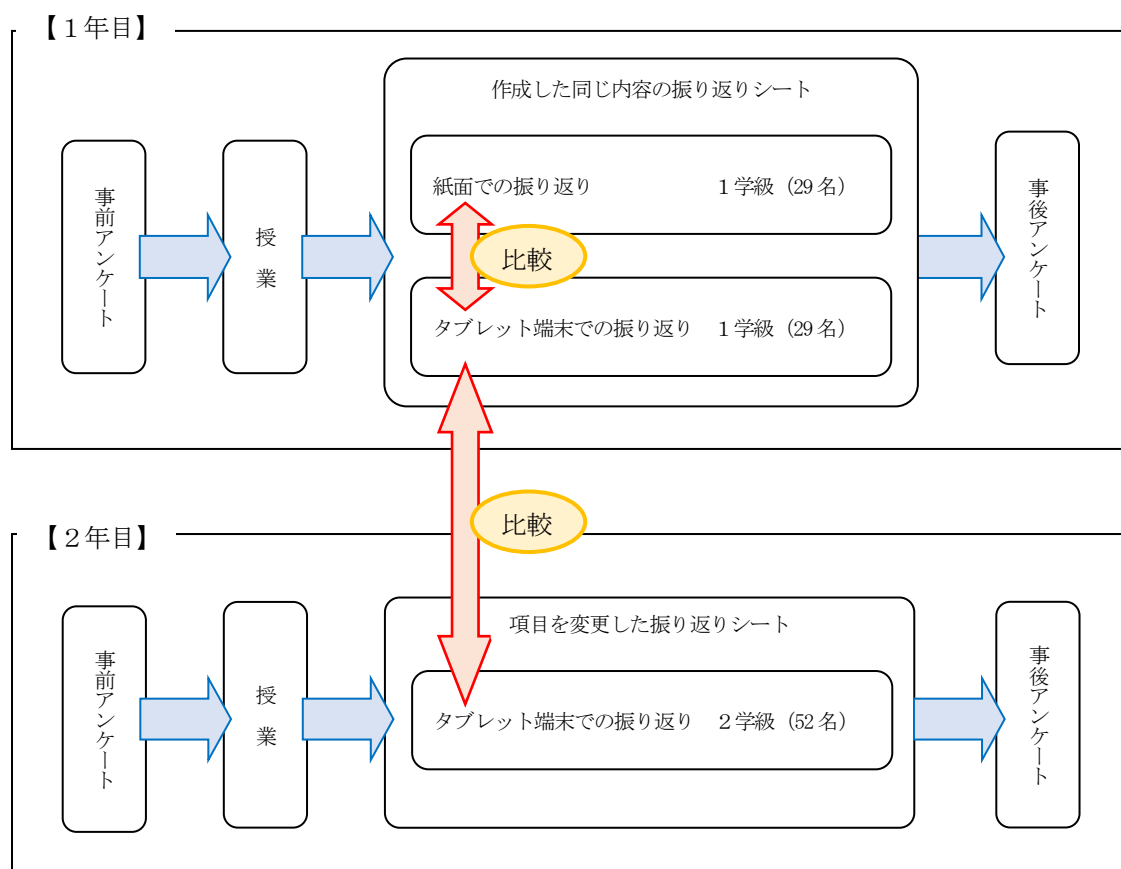 【１年目】
作成した同じ内容の振り返りシート
事前アンケート
授業
紙面での振り返り　１学級（29名）
比較
タブレット端末での振り返り　１学級（29名）
事後アンケート
比較
【２年目】
項目を変更した振り返りシート
事前アンケート
授業
タブレット端末での振り返り　２学級（52名）
事後アンケート